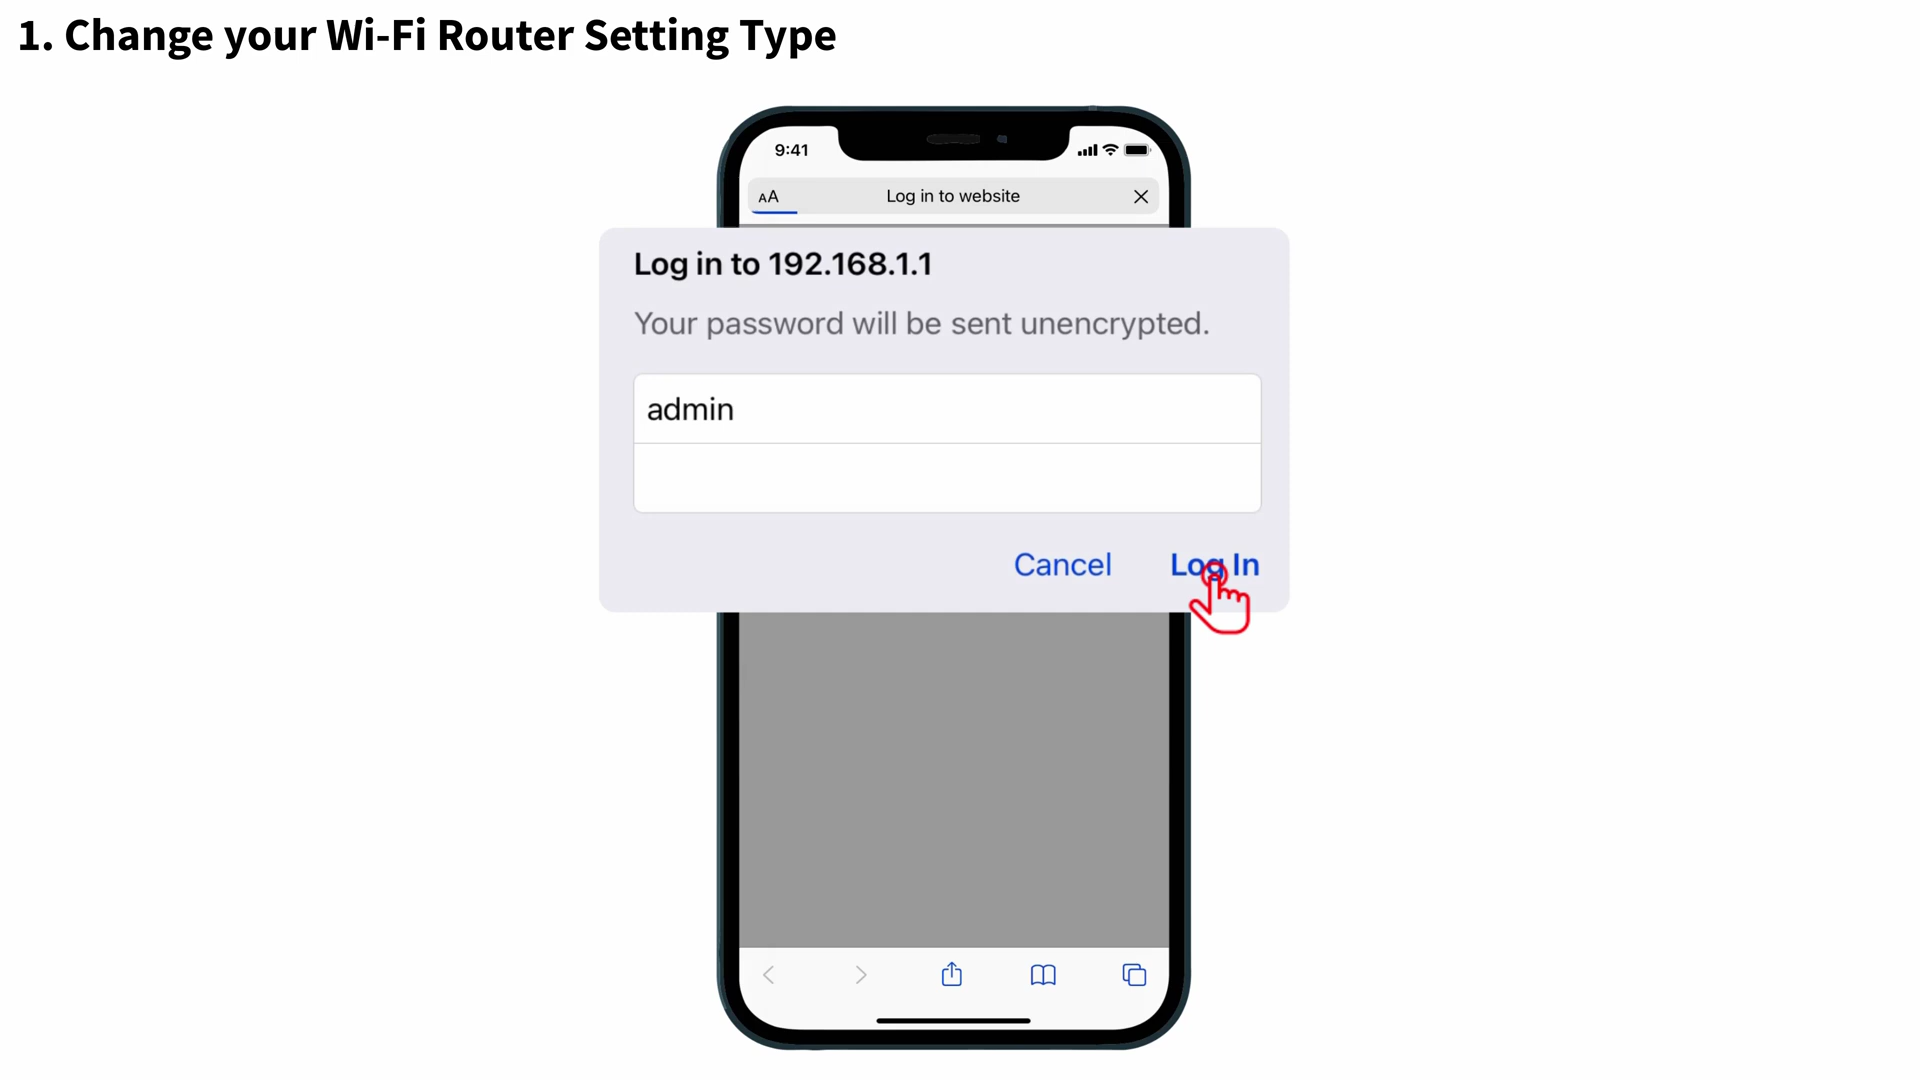 1. Change your Wi-Fi Router Setting Type
9:41
AA Log in to website
Log in to 192.168.1.1
Your password will be sent unencrypted.
admin
Cancel Log In